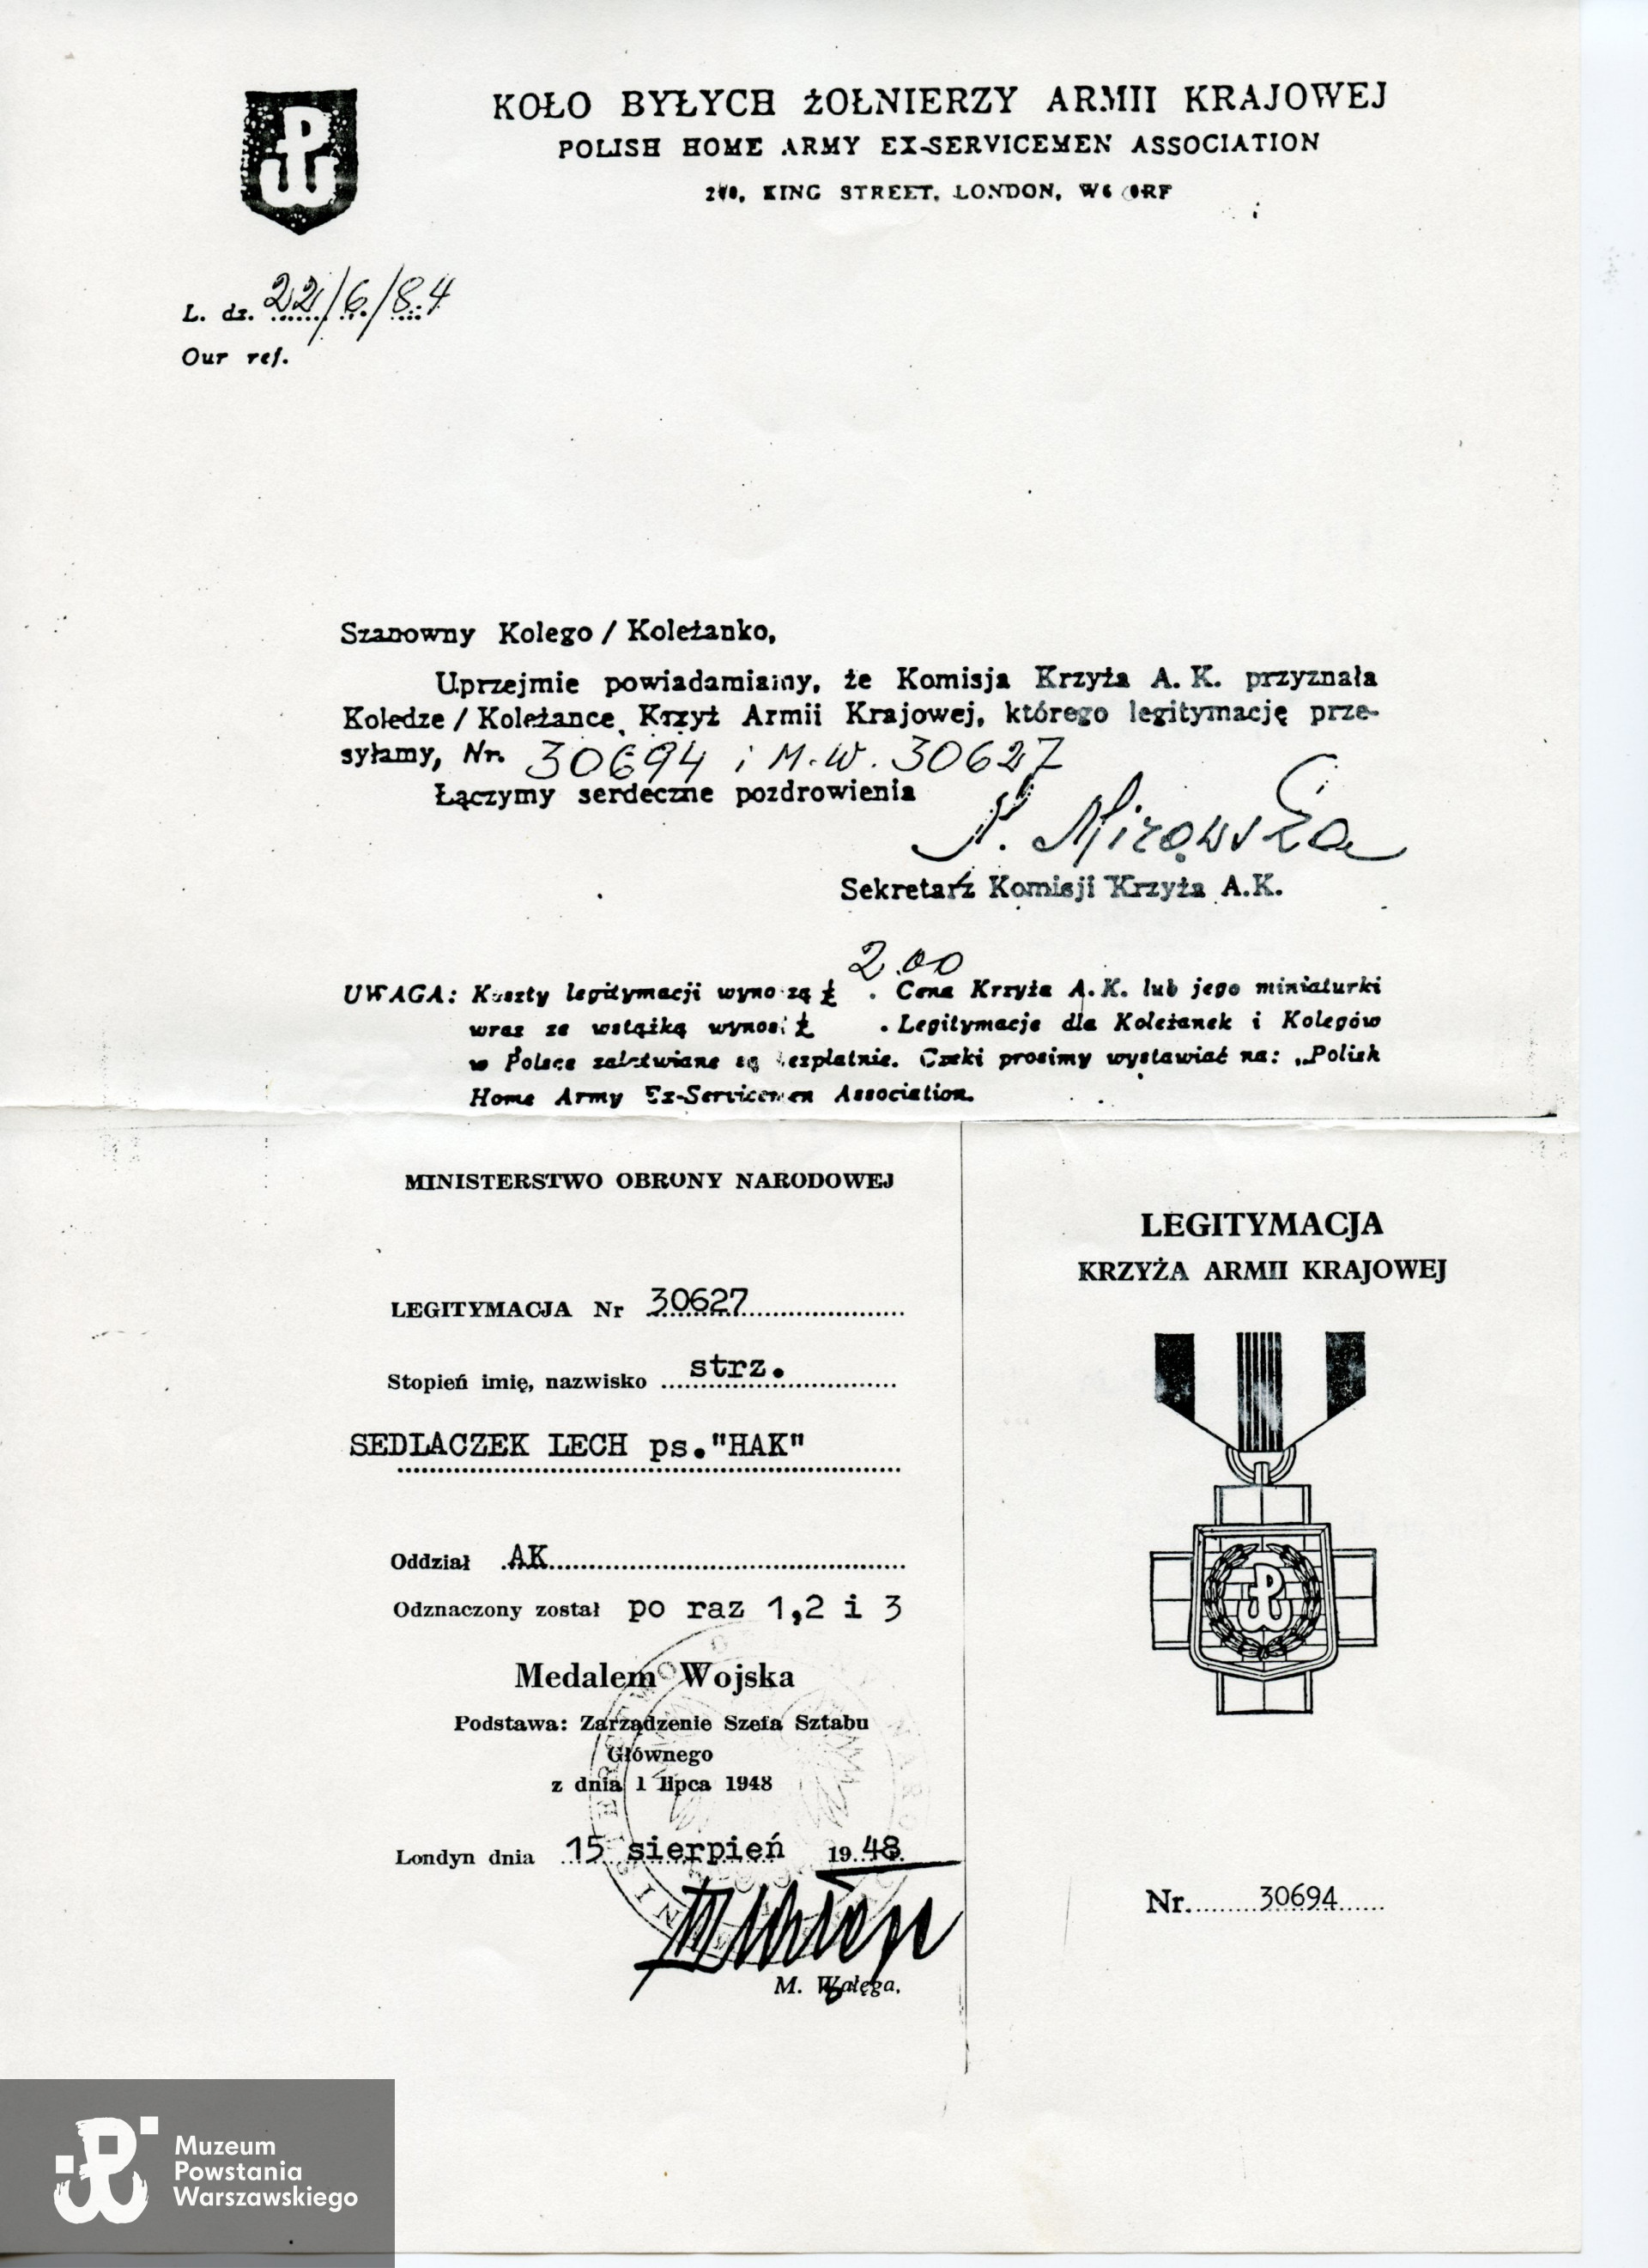 KOŁO BYŁYCH ŻOŁNIERZY ARMII KRAJOWEJ
POLISH HOME ARMY EX-SERVICEMEN ASSOCIATION
KING STREET, LONDON, W6 0RF
L. dz. 22/6/84
Our ref.
Szanowny Kolego / Koleżanko,
Uprzejmie powiadamiamy, że Komisja Krzyża A. K. przyznała
Koledze / Koleżance Krzyż Armii Krajowej, którego legitymację prze-
syłamy, Nr. 30694 i M.W. 30627
Łączymy serdeczne pozdrowienia
Mirowska
Sekretarz Komisji Krzyża A.K.
2.00
UWAGA: Koszty legitymacji wynoszą £ . Cena Krzyża A. K. lub jego miniaturki
wraz ze wstążką wynosi £ . Legitymacje dla Koleżanek i Kolegów
w Polsce załatwiane są bezpłatnie. Czeki prosimy wystawiać na: „Polish
Home Army Ex-Servicemen Association.
MINISTERSTWO OBRONY NARODOWEJ
LEGITYMACJA Nr 30627
Stopień imię, nazwisko strz.
SEDLACZEK LECH ps."HAK"
Oddział AK
Odznaczony został po raz 1,2 i 3
Medalem Wojska
Podstawa: Zarządzenie Szefa Sztabu
Głównego
z dnia 1 lipca 1948
Londyn dnia 15 sierpień 1948.
M. Wałęga.
LEGITYMACJA
KRZYŻA ARMII KRAJOWEJ
Nr. 30694
Muzeum
Powstania
Warszawskiego